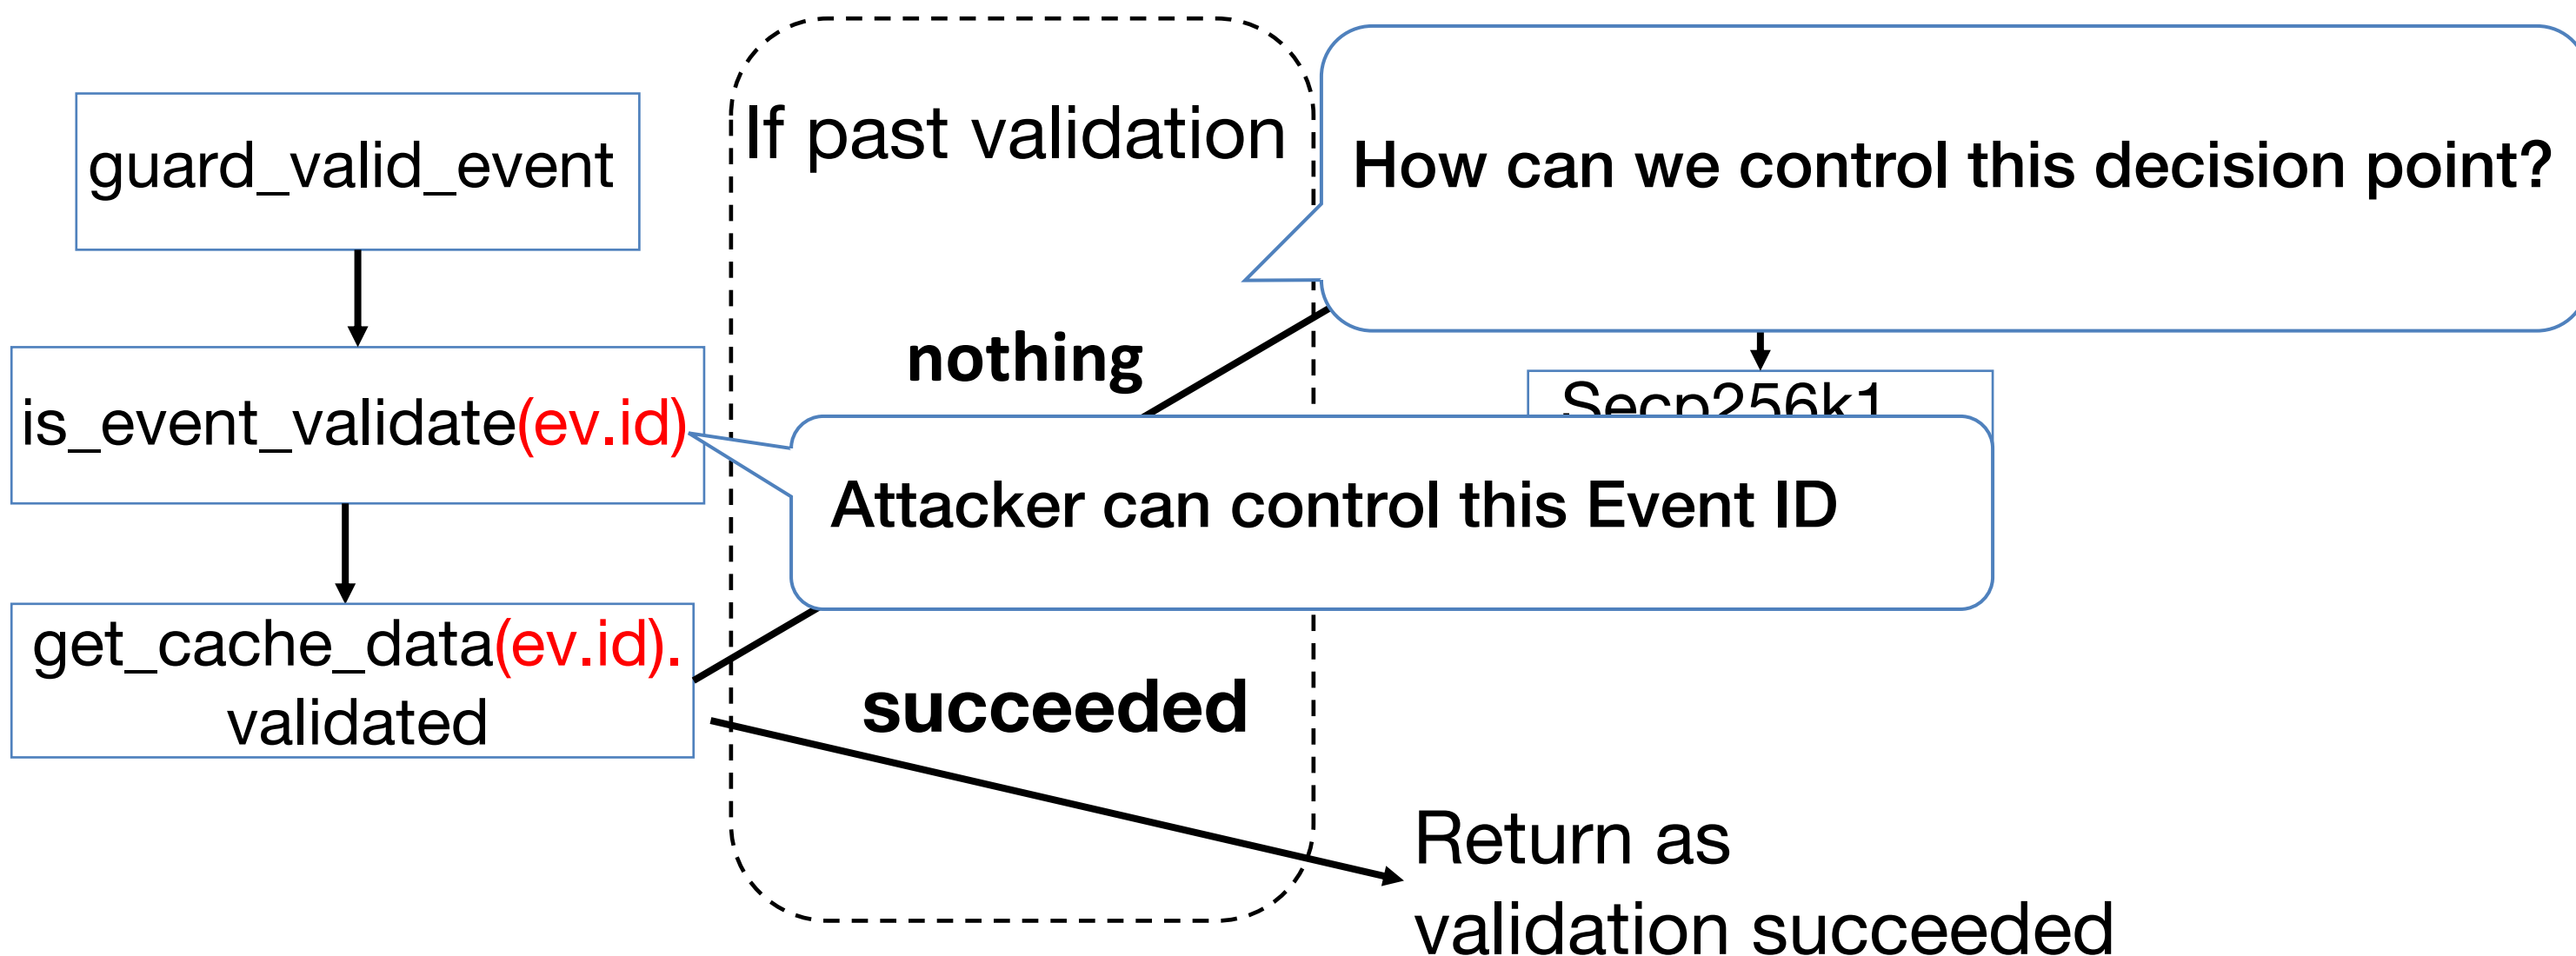 guard_valid_event
is_event_validate(ev.id)
get_cache_data(ev.id).
validated
If past validation
nothing
succeeded
How can we control this decision point?
Secp256k1
Attacker can control this Event ID
Return as
validation succeeded